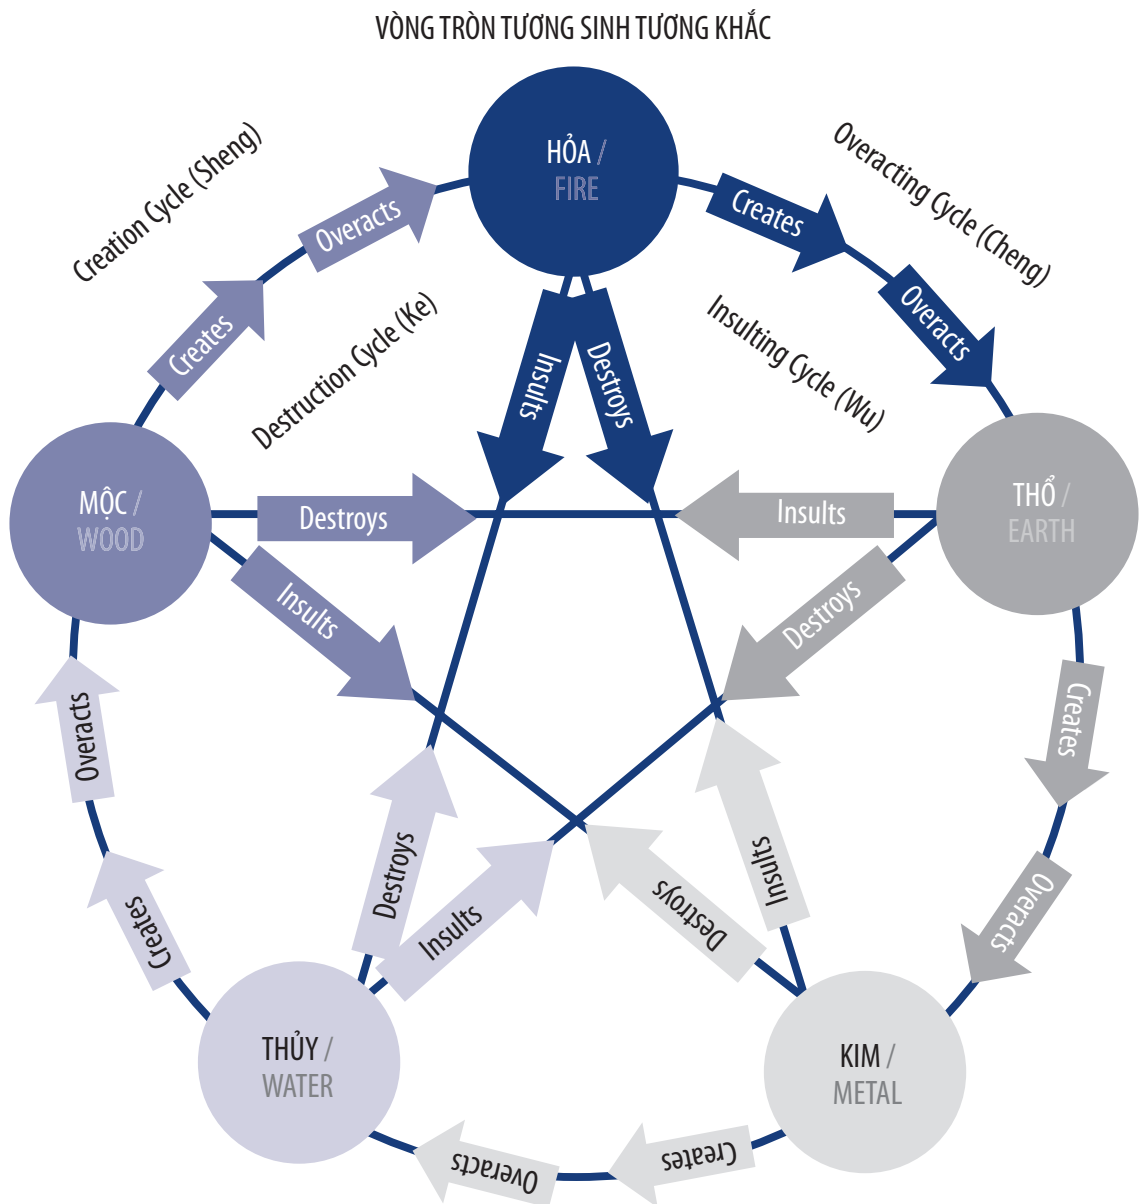 VÒNG TRÒN TƯƠNG SINH TƯƠNG KHẮC
HỎA /
FIRE
Creation Cycle (Sheng)
Overacting Cycle (Cheng)
Overacts
Creates
Creates
Overacts
Destruction Cycle (Ke)
Insulting Cycle (Wu)
Insults
Destroys
MỘC /
WOOD
Destroys
Insults
THỔ /
EARTH
Insults
Destroys
Overacts
Creates
Creates
Overacts
Destroys
Insults
Destroys
Insults
THỦY /
WATER
KIM /
METAL
Overacts
Creates